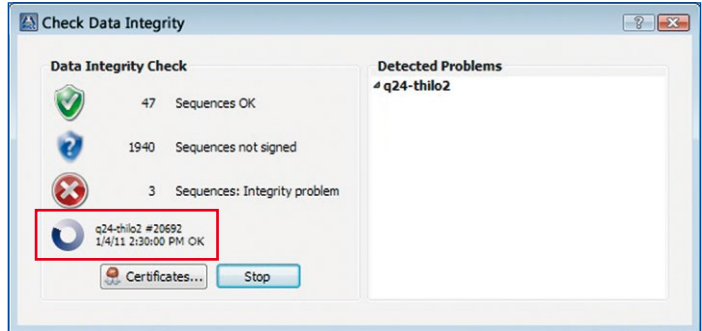 Check Data Integrity
Data Integrity Check
47 Sequences OK
1940 Sequences not signed
3 Sequences: Integrity problem
q24-thilo2 #20692
1/4/11 2:30:00 PM OK
Certificates...
Stop
Detected Problems
q24-thilo2